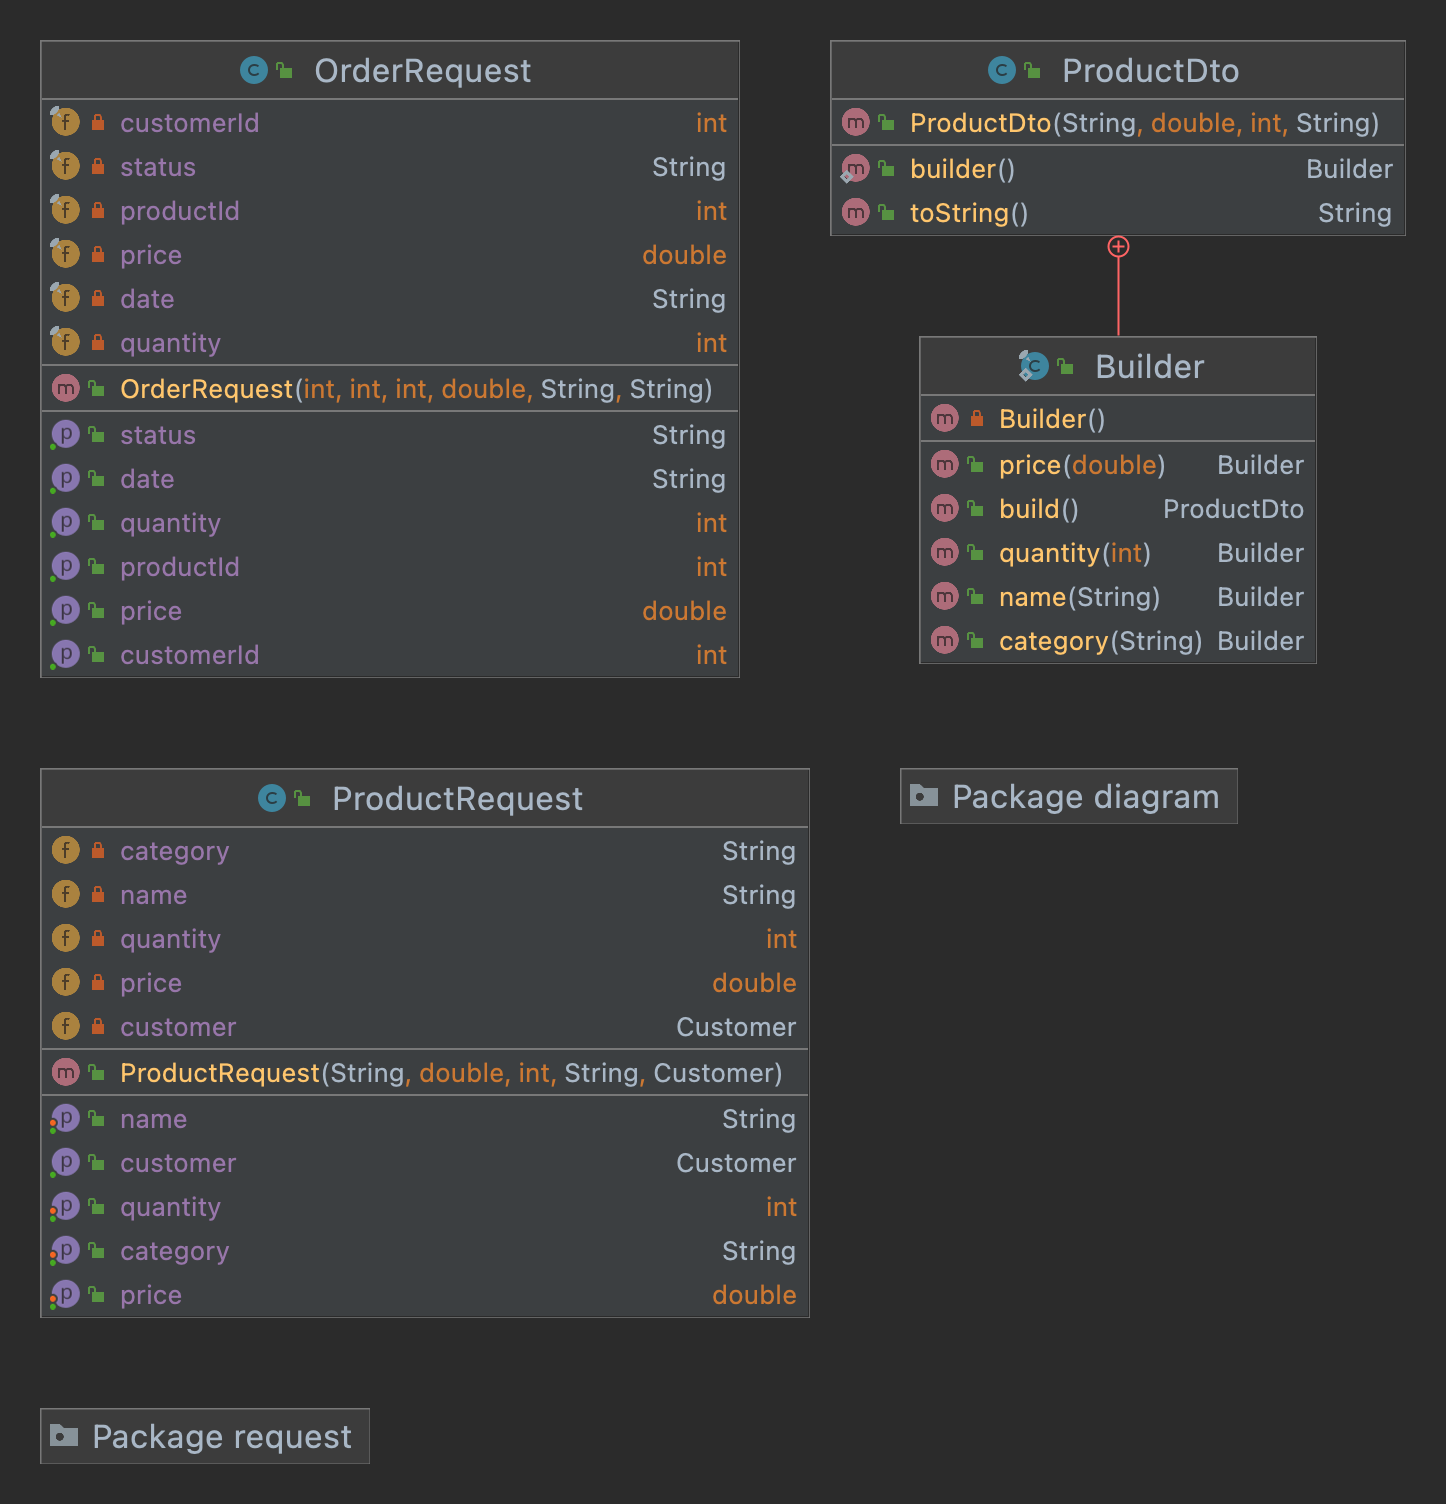 OrderRequest
customerId int
status String
productId int
price double
date String
quantity int
OrderRequest(int, int, int, double, String, String)
status String
date String
quantity int
productId int
price double
customerId int
ProductDto
ProductDto(String, double, int, String)
builder() Builder
toString() String
Builder
Builder()
price(double) Builder
build() ProductDto
quantity(int) Builder
name(String) Builder
category(String) Builder
ProductRequest
category String
name String
quantity int
price double
customer Customer
ProductRequest(String, double, int, String, Customer)
name String
customer Customer
quantity int
category String
price double
Package diagram
Package request